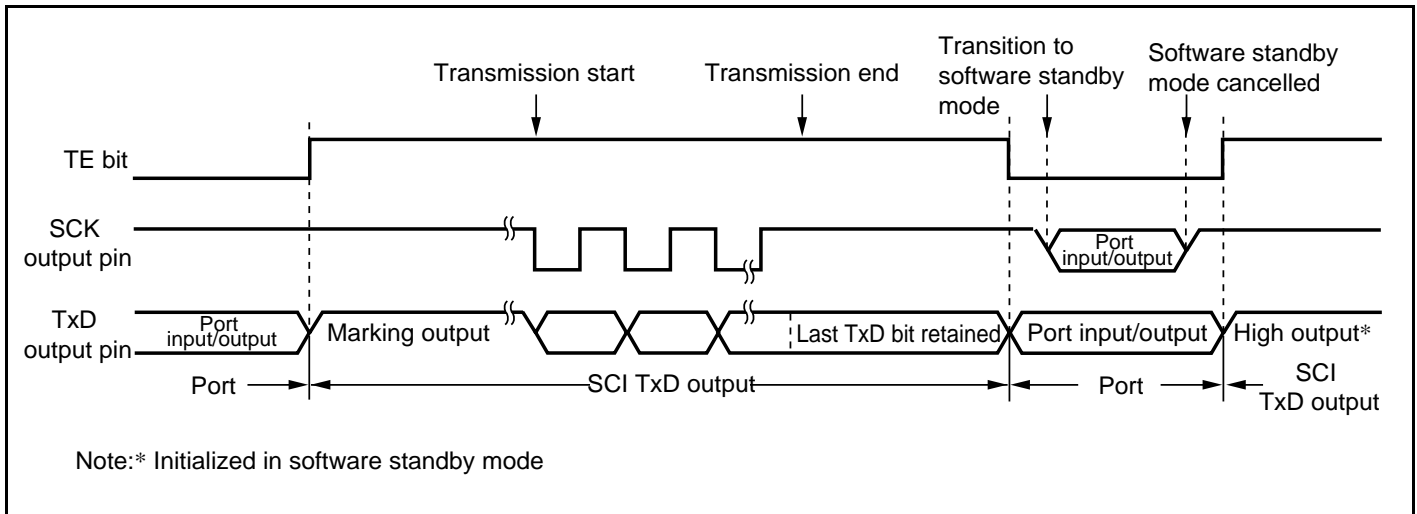 Transmission start
Transmission end
Transition to
software standby
mode
Software standby
mode cancelled
TE bit
SCK
output pin
Port
input/output
TxD
output pin
Port
input/output
Marking output
Last TxD bit retained
Port input/output
High output*
Port
SCI TxD output
Port
SCI
TxD output
Note:* Initialized in software standby mode